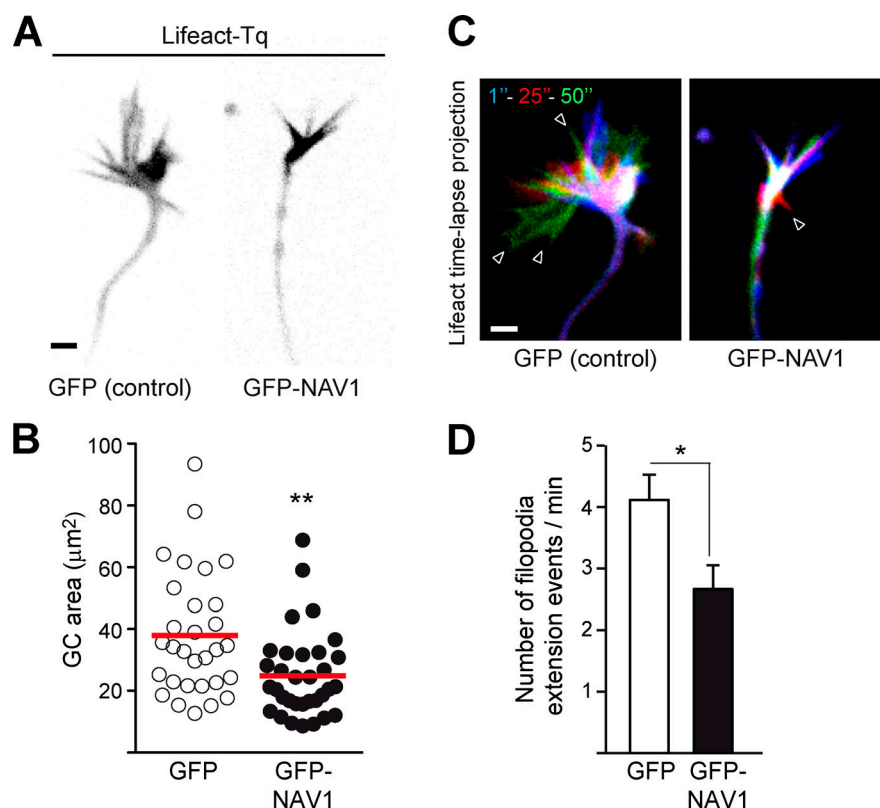 A
Lifeact-Tq
GFP (control)
GFP-NAV1
B
GC area (μm2)
100
80
60
40
20
**
GFP
GFP-
NAV1
C
Lifeact time-lapse projection
1”- 25”- 50”
GFP (control)
GFP-NAV1
D
Number of filopodia
extension events / min
5
4
3
2
1
*
GFP
GFP-
NAV1